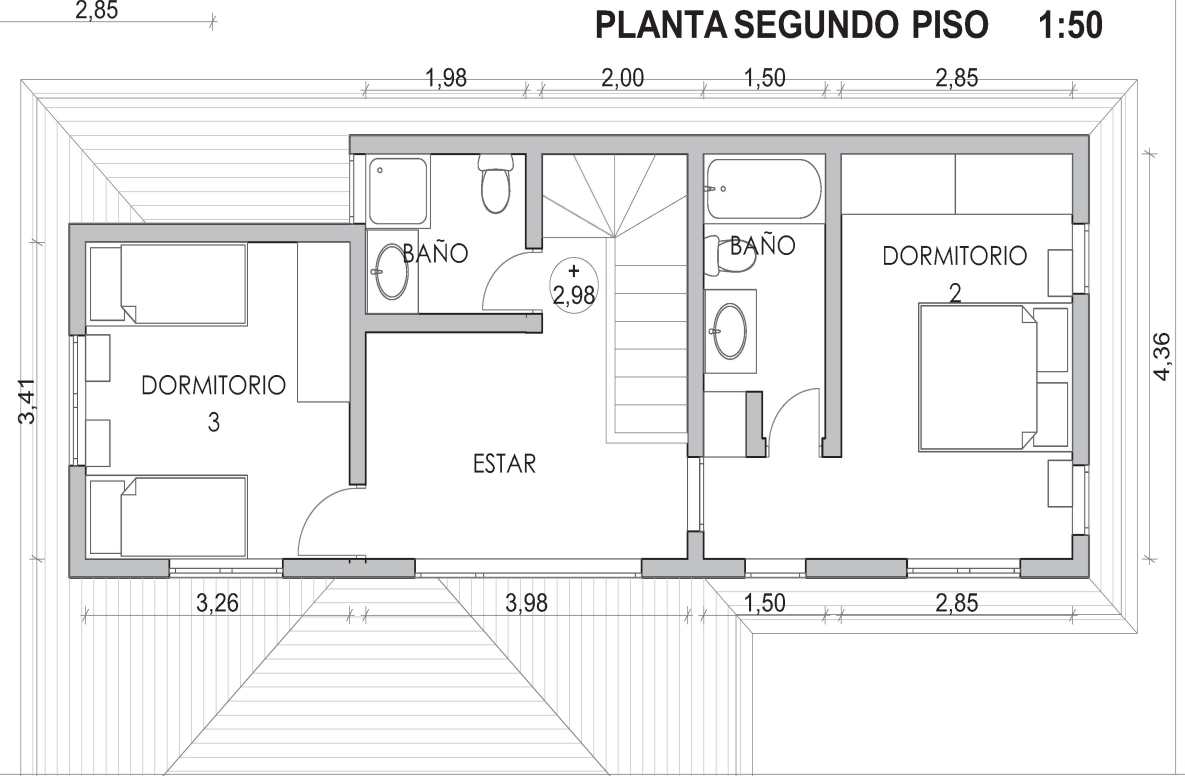 2,85
PLANTA SEGUNDO PISO 1:50
1,98 2,00 1,50 2,85
BAÑO
BAÑO
DORMITORIO
2
+
2,98
4,36
3,41
DORMITORIO
3
ESTAR
3,26 3,98 1,50 2,85